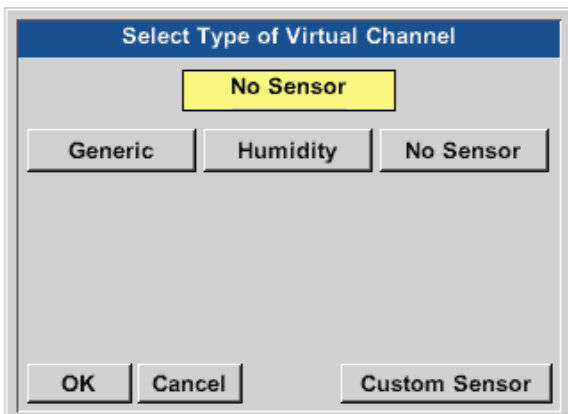 Select Type of Virtual Channel
No Sensor
Generic Humidity No Sensor
OK Cancel Custom Sensor